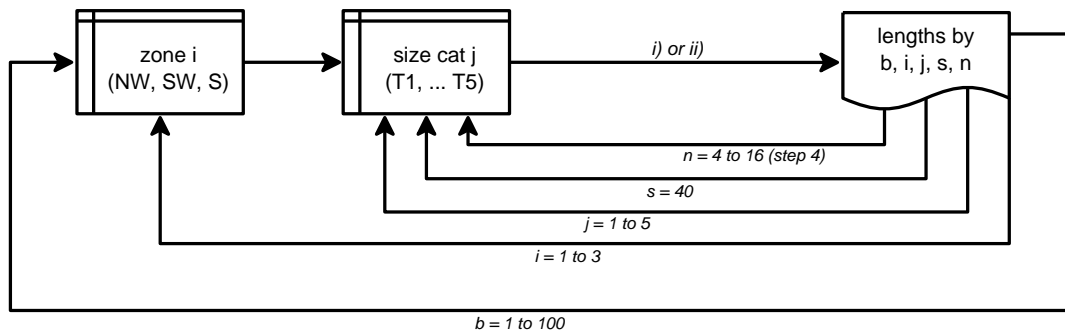 zone i
(NW, SW, S)
size cat j
(T1, ... T5)
i) or ii)
lengths by
b, i, j, s, n
n = 4 to 16 (step 4)
s = 40
j = 1 to 5
i = 1 to 3
b = 1 to 100